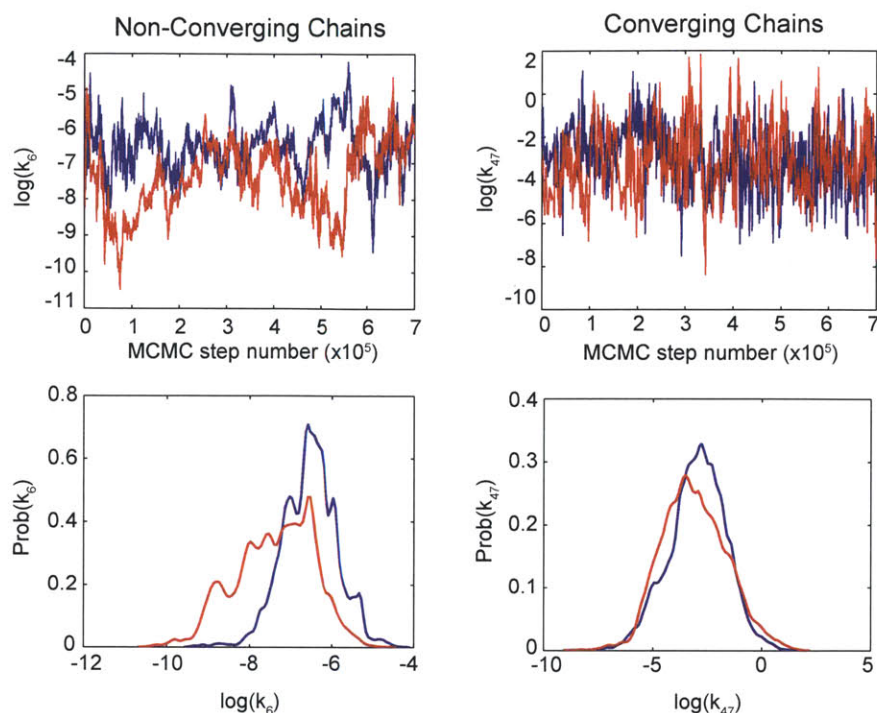 Non-Converging Chains
Converging Chains
-4
-5
-6
-7
-8
-9
-10
-11
log(k6)
0 1 2 3 4 5 6 7
MCMC step number (x10⁵)
2
0
-2
-4
-6
-8
-10
log(k47)
0 1 2 3 4 5 6 7
MCMC step number (x10⁵)
0.8
0.6
0.4
0.2
0
Prob(k6)
-12 -10 -8 -6 -4
log(k6)
0.4
0.3
0.2
0.1
0
Prob(k47)
-10 -5 0 5
log(k47)